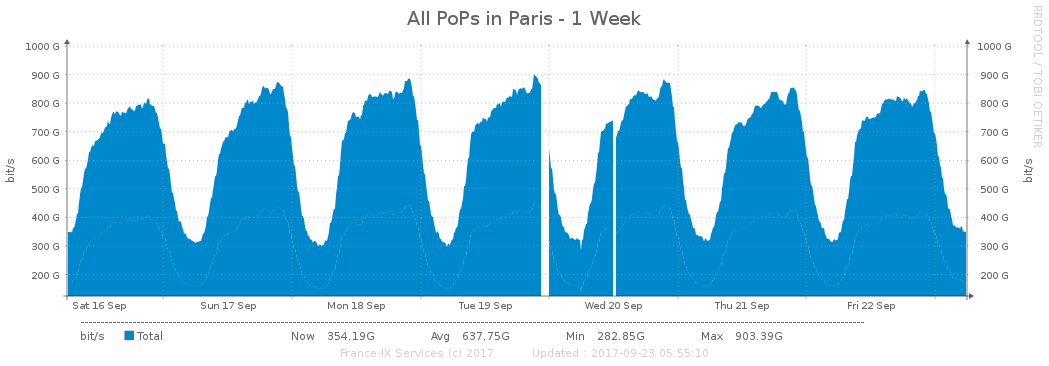 All PoPs in Paris - 1 Week
RRDTOOL / TOBI OETIKER
1000 G 1000 G
900 G 900 G
800 G 800 G
700 G 700 G
600 G 600 G
500 G 500 G
400 G 400 G
300 G 300 G
200 G 200 G
bit/s bit/s
Sat 16 Sep Sun 17 Sep Mon 18 Sep Tue 19 Sep Wed 20 Sep Thu 21 Sep Fri 22 Sep
bit/s Total Now 354.19G Avg 637.75G Min 282.85G Max 903.39G
France-IX Services (c) 2017 Updated : 2017-09-23 05:55:10